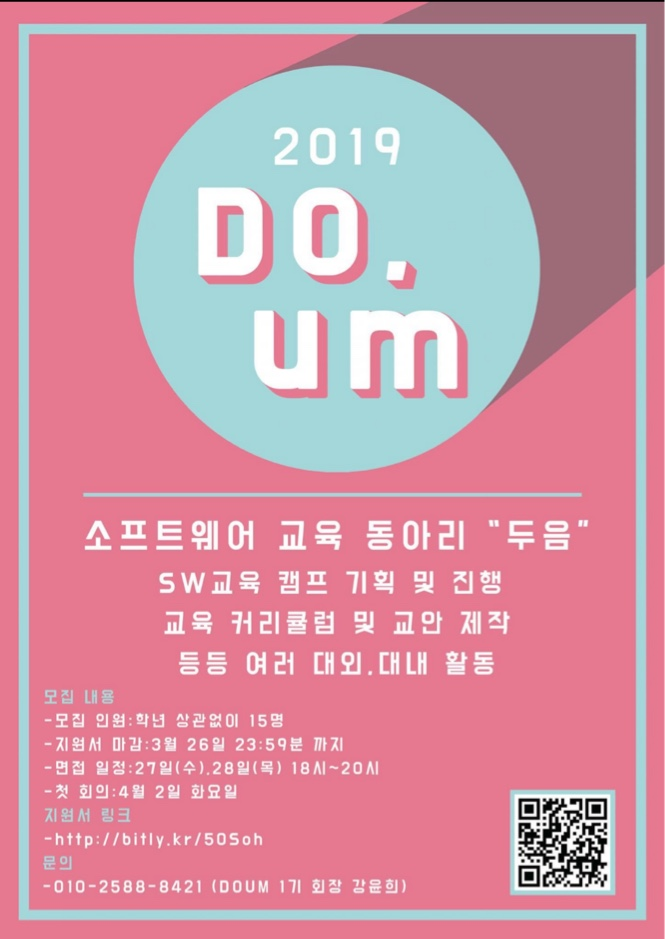 2019
DO.
um
소프트웨어 교육 동아리 "두음"
SW교육 캠프 기획 및 진행
교육 커리큘럼 및 교안 제작
등등 여러 대외,대내 활동
모집 내용
-모집 인원:학년 상관없이 15명
-지원서 마감:3월 26일 23:59분 까지
-면접 일정:27일(수),28일(목) 18시~20시
-첫 회의:4월 2일 화요일
지원서 링크
-http://bitly.kr/5OSoh
문의
-010-2588-8421 (DOUM 1기 회장 강윤희)